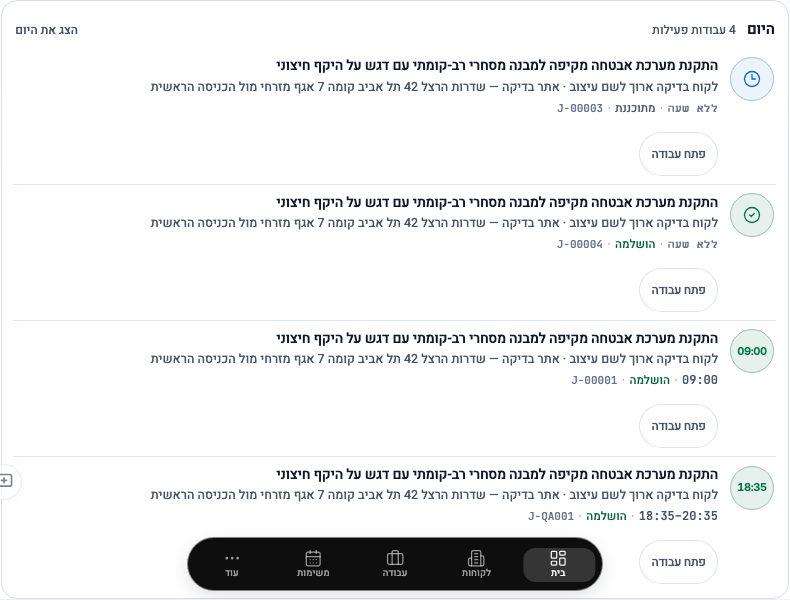 היום 4 עבודות פעילות
הצג את היום
התקנת מערכת אבטחה מקיפה למבנה מסחרי רב-קומתי עם דגש על היקף חיצוני
לקוח בדיקה ארוך לשם עיצוב · אתר בדיקה — שדרות הרצל 42 תל אביב קומה 7 אגף מזרחי מול הכניסה הראשית
ללא שעה · מתוכננת · J-00003
פתח עבודה
התקנת מערכת אבטחה מקיפה למבנה מסחרי רב-קומתי עם דגש על היקף חיצוני
לקוח בדיקה ארוך לשם עיצוב · אתר בדיקה — שדרות הרצל 42 תל אביב קומה 7 אגף מזרחי מול הכניסה הראשית
ללא שעה · הושלמה · J-00004
פתח עבודה
09:00
התקנת מערכת אבטחה מקיפה למבנה מסחרי רב-קומתי עם דגש על היקף חיצוני
לקוח בדיקה ארוך לשם עיצוב · אתר בדיקה — שדרות הרצל 42 תל אביב קומה 7 אגף מזרחי מול הכניסה הראשית
09:00 · הושלמה · J-00001
פתח עבודה
18:35
התקנת מערכת אבטחה מקיפה למבנה מסחרי רב-קומתי עם דגש על היקף חיצוני
לקוח בדיקה ארוך לשם עיצוב · אתר בדיקה — שדרות הרצל 42 תל אביב קומה 7 אגף מזרחי מול הכניסה הראשית
18:35–20:35 · הושלמה · J-QA001
פתח עבודה
בית
לקוחות
עבודה
משימות
עוד